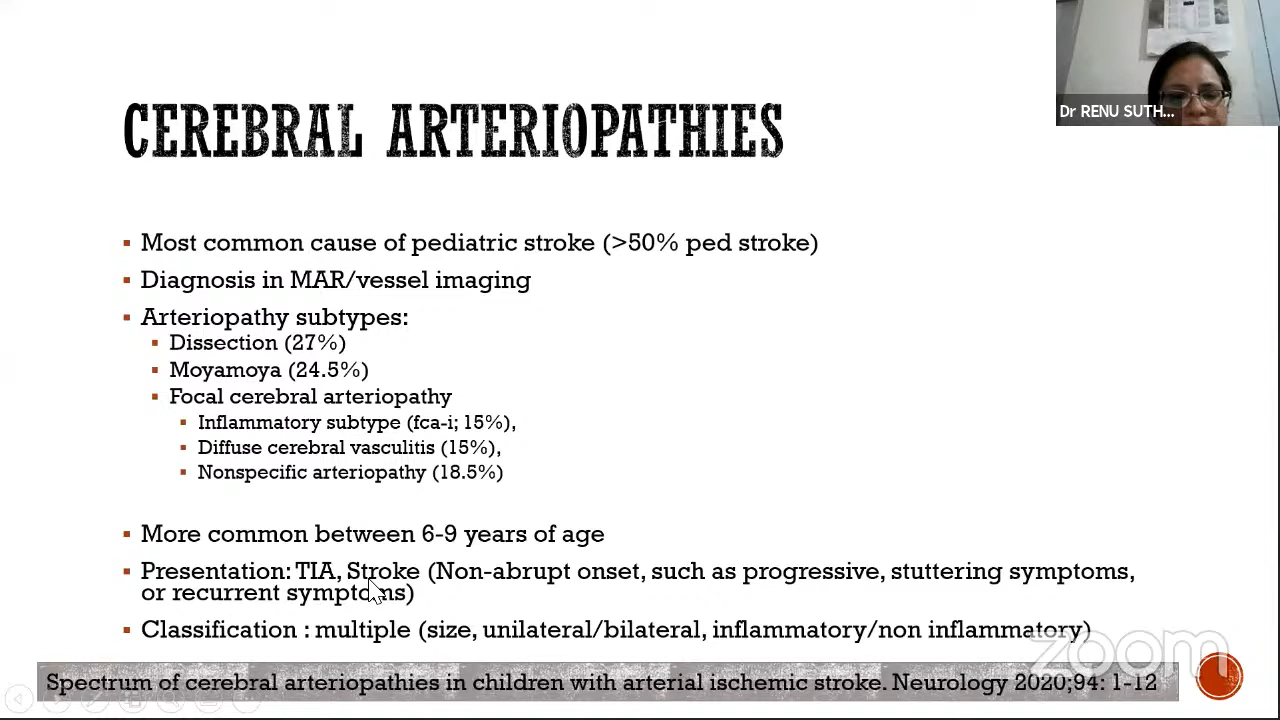 Dr RENU SUTH...
CEREBRAL ARTERIOPATHIES
▪ Most common cause of pediatric stroke (>50% ped stroke)
▪ Diagnosis in MAR/vessel imaging
▪ Arteriopathy subtypes:
▪ Dissection (27%)
▪ Moyamoya (24.5%)
▪ Focal cerebral arteriopathy
▪ Inflammatory subtype (fca-i; 15%),
▪ Diffuse cerebral vasculitis (15%),
▪ Nonspecific arteriopathy (18.5%)
▪ More common between 6-9 years of age
▪ Presentation: TIA, Stroke (Non-abrupt onset, such as progressive, stuttering symptoms,
or recurrent symptoms)
▪ Classification : multiple (size, unilateral/bilateral, inflammatory/non inflammatory)
zoom
Spectrum of cerebral arteriopathies in children with arterial ischemic stroke. Neurology 2020;94: 1-12